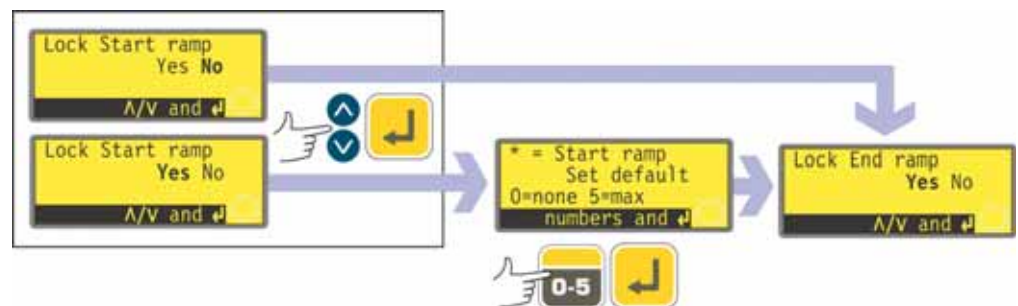 Lock Start ramp
Yes No
∧/∨ and ↵
Lock Start ramp
Yes No
∧/∨ and ↵
* = Start ramp
Set default
0=none 5=max
numbers and ↵
0-5
Lock End ramp
Yes No
∧/∨ and ↵